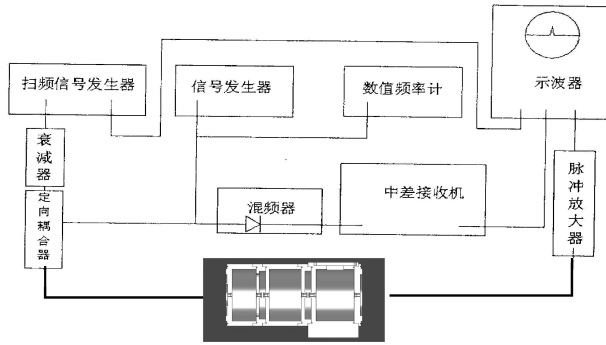 扫频信号发生器
信号发生器
数值频率计
示波器
衰减器
定向耦合器
混频器
中差接收机
脉冲放大器